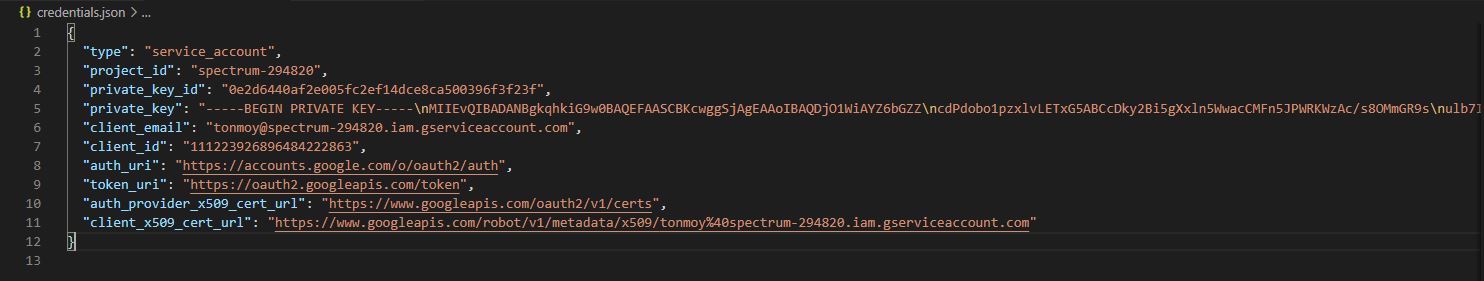 {} credentials.json > ...
1 {
2 "type": "service_account",
3 "project_id": "spectrum-294820",
4 "private_key_id": "0e2d6440af2e005fc2ef14dce8ca500396f3f23f",
5 "private_key": "-----BEGIN PRIVATE KEY-----\nMIIEvQIBADANBgkqhkiG9w0BAQEFAASCBKcwggSjAgEAAoIBAQDjO1WiAYZ6bGZZ\ncdPdobo1pzxlvLETxG5ABCcDky2Bi5gXxln5WwacCMFn5JPWRKWzAc/s8OMmGR9s\nulb7
6 "client_email": "tonmoy@spectrum-294820.iam.gserviceaccount.com",
7 "client_id": "111223926896484222863",
8 "auth_uri": "https://accounts.google.com/o/oauth2/auth",
9 "token_uri": "https://oauth2.googleapis.com/token",
10 "auth_provider_x509_cert_url": "https://www.googleapis.com/oauth2/v1/certs",
11 "client_x509_cert_url": "https://www.googleapis.com/robot/v1/metadata/x509/tonmoy%40spectrum-294820.iam.gserviceaccount.com"
12 }
13